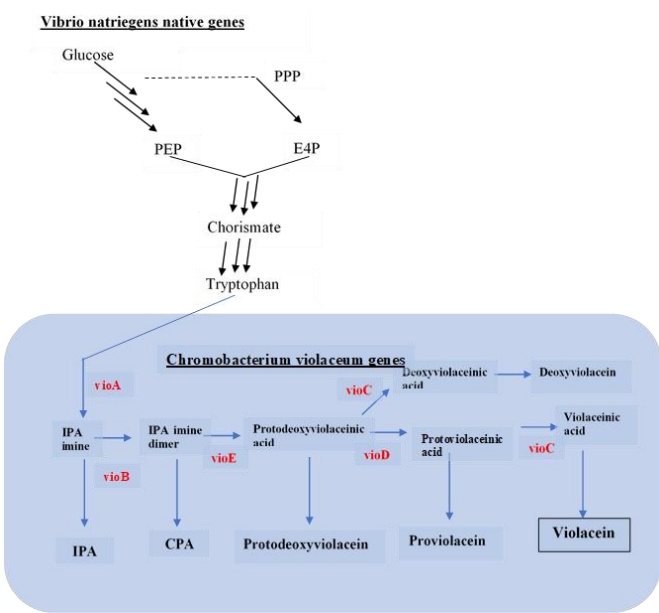 Vibrio natriegens native genes
Glucose
PPP
PEP
E4P
Chorismate
Tryptophan
Chromobacterium violaceum genes
vioA
vioC
Deoxyviolaceinic
acid
Deoxyviolacein
IPA
imine
IPA imine
dimer
Protodeoxyviolaceinic
acid
Protoviolaceinic
acid
Violaceinic
acid
vioB
vioE
vioD
vioC
IPA
CPA
Protodeoxyviolacein
Proviolacein
Violacein